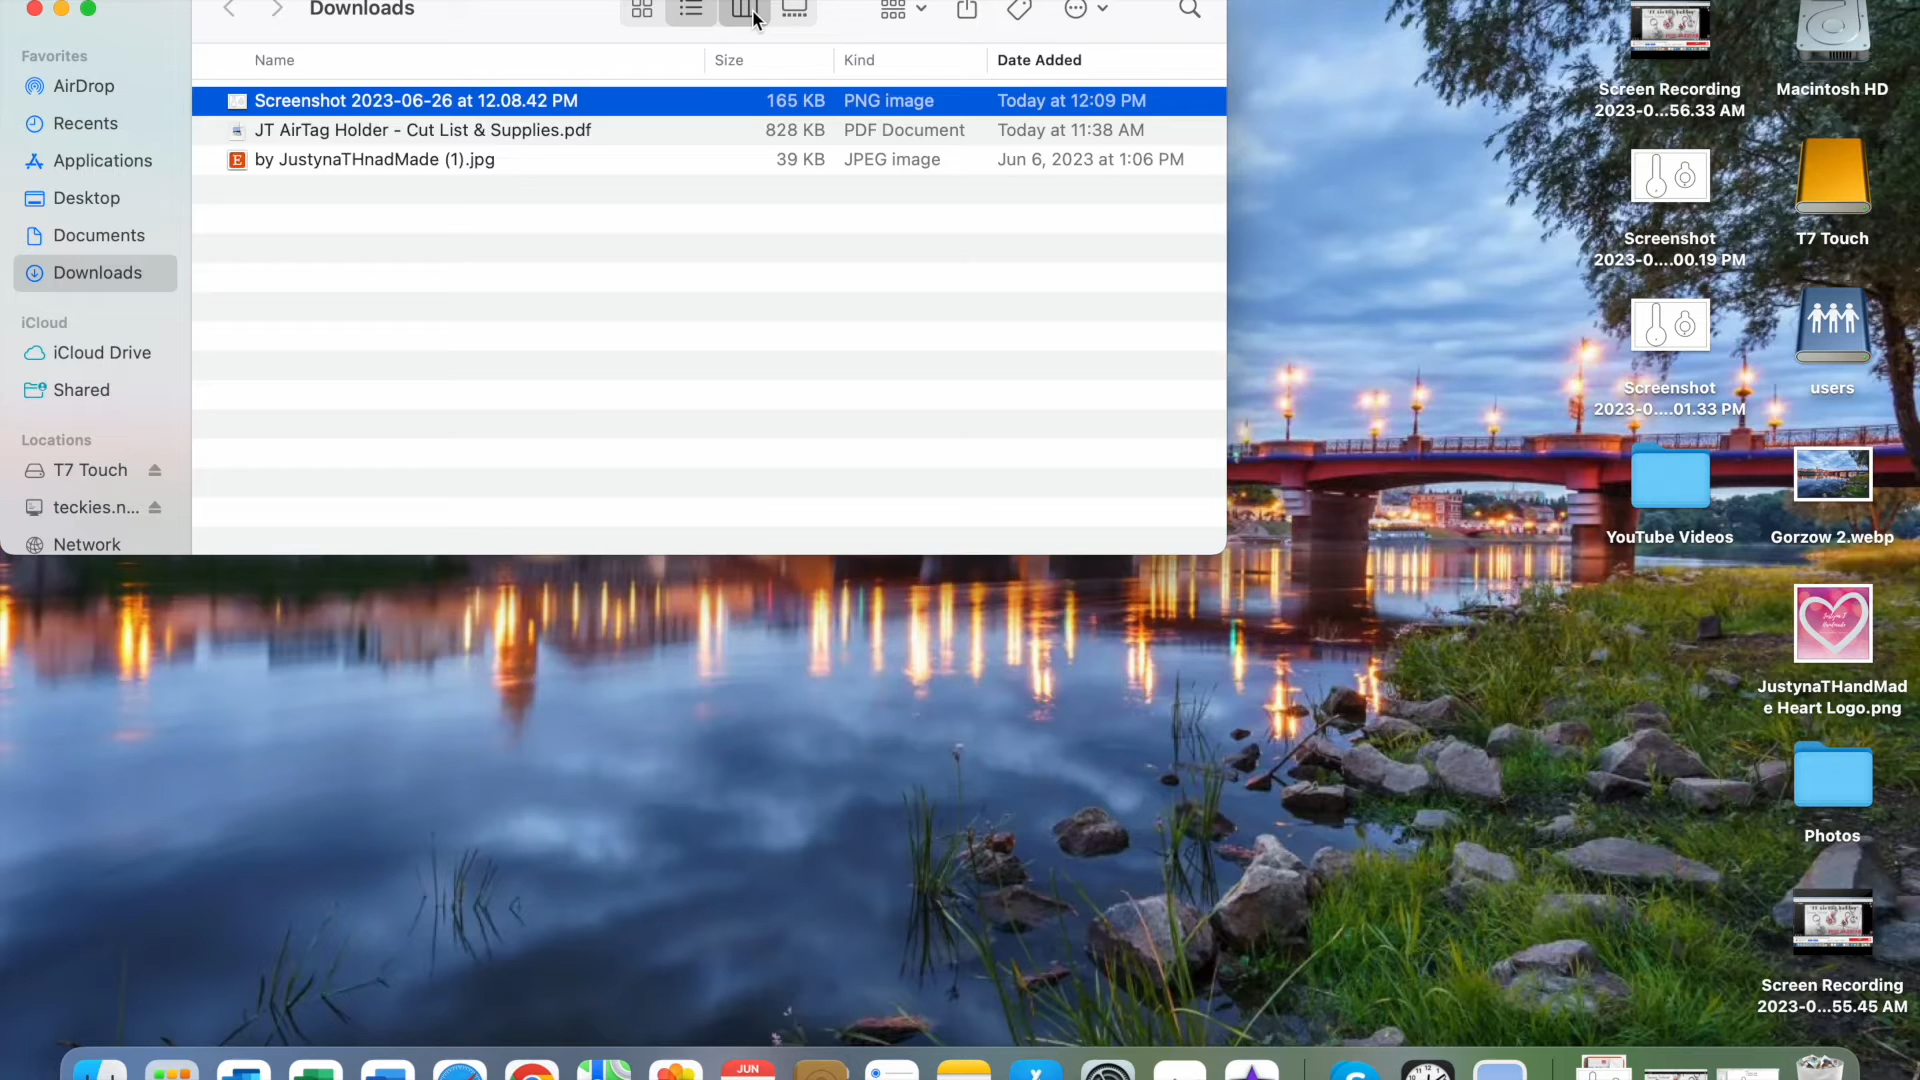 Downloads
Favorites
AirDrop
Recents
Applications
Desktop
Documents
Downloads
iCloud
iCloud Drive
Shared
Locations
T7 Touch
teckies.n...
Network
Name Size Kind Date Added
Screenshot 2023-06-26 at 12.08.42 PM 165 KB PNG image Today at 12:09 PM
JT AirTag Holder - Cut List & Supplies.pdf 828 KB PDF Document Today at 11:38 AM
by JustynaTHnadMade (1).jpg 39 KB JPEG image Jun 6, 2023 at 1:06 PM
Screen Recording
2023-0...56.33 AM
Macintosh HD
Screenshot
2023-0....00.19 PM
T7 Touch
Screenshot
2023-0....01.33 PM
users
YouTube Videos
Gorzow 2.webp
JustynaTHandMad
e Heart Logo.png
Photos
Screen Recording
2023-0...55.45 AM
JUN